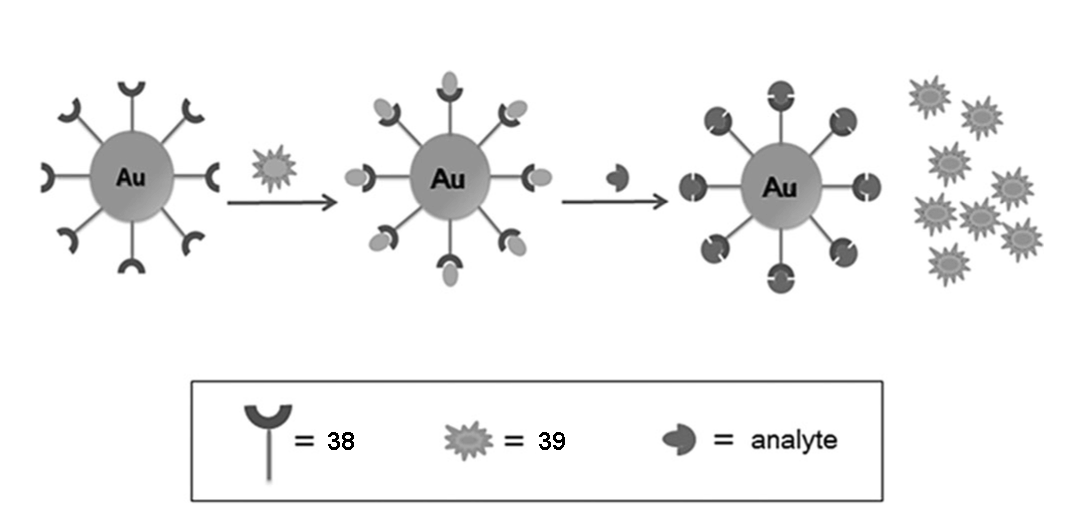 Au
Au
Au
= 38
= 39
= analyte